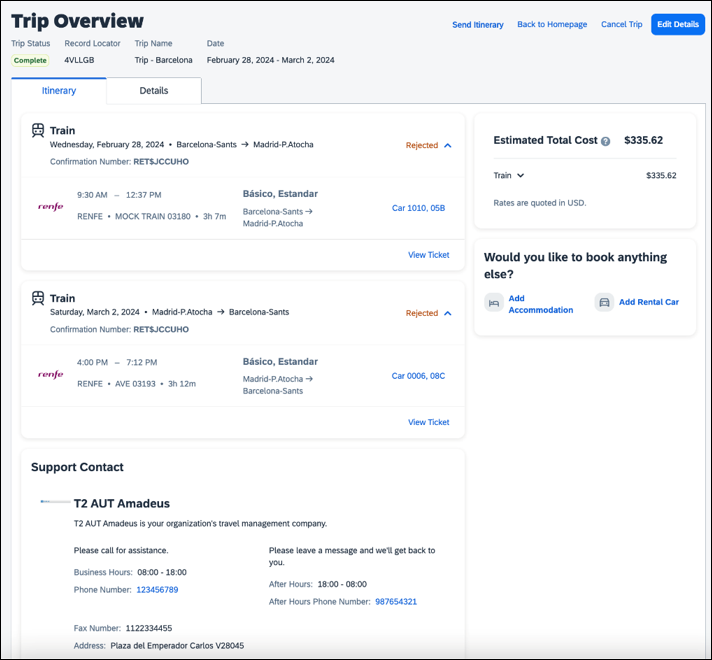 Trip Overview
Send Itinerary Back to Homepage Cancel Trip Edit Details
Trip Status Record Locator Trip Name Date
Complete 4VLLGB Trip - Barcelona February 28, 2024 - March 2, 2024
Itinerary Details
Train
Wednesday, February 28, 2024 • Barcelona-Sants → Madrid-P.Atocha
Rejected
Confirmation Number: RET$JCCUHO
renfe
9:30 AM – 12:37 PM
RENFE • MOCK TRAIN 03180 • 3h 7m
Básico, Estandar
Barcelona-Sants →
Madrid-P.Atocha
Car 1010, 05B
View Ticket
Train
Saturday, March 2, 2024 • Madrid-P.Atocha → Barcelona-Sants
Rejected
Confirmation Number: RET$JCCUHO
renfe
4:00 PM – 7:12 PM
RENFE • AVE 03193 • 3h 12m
Básico, Estandar
Madrid-P.Atocha →
Barcelona-Sants
Car 0006, 08C
View Ticket
Estimated Total Cost ? $335.62
Train $335.62
Rates are quoted in USD.
Would you like to book anything
else?
Add
Accommodation
Add Rental Car
Support Contact
T2 AUT Amadeus
T2 AUT Amadeus is your organization's travel management company.
Please call for assistance.
Business Hours: 08:00 - 18:00
Phone Number: 123456789
Please leave a message and we'll get back to
you.
After Hours: 18:00 - 08:00
After Hours Phone Number: 987654321
Fax Number: 1122334455
Address: Plaza del Emperador Carlos V28045